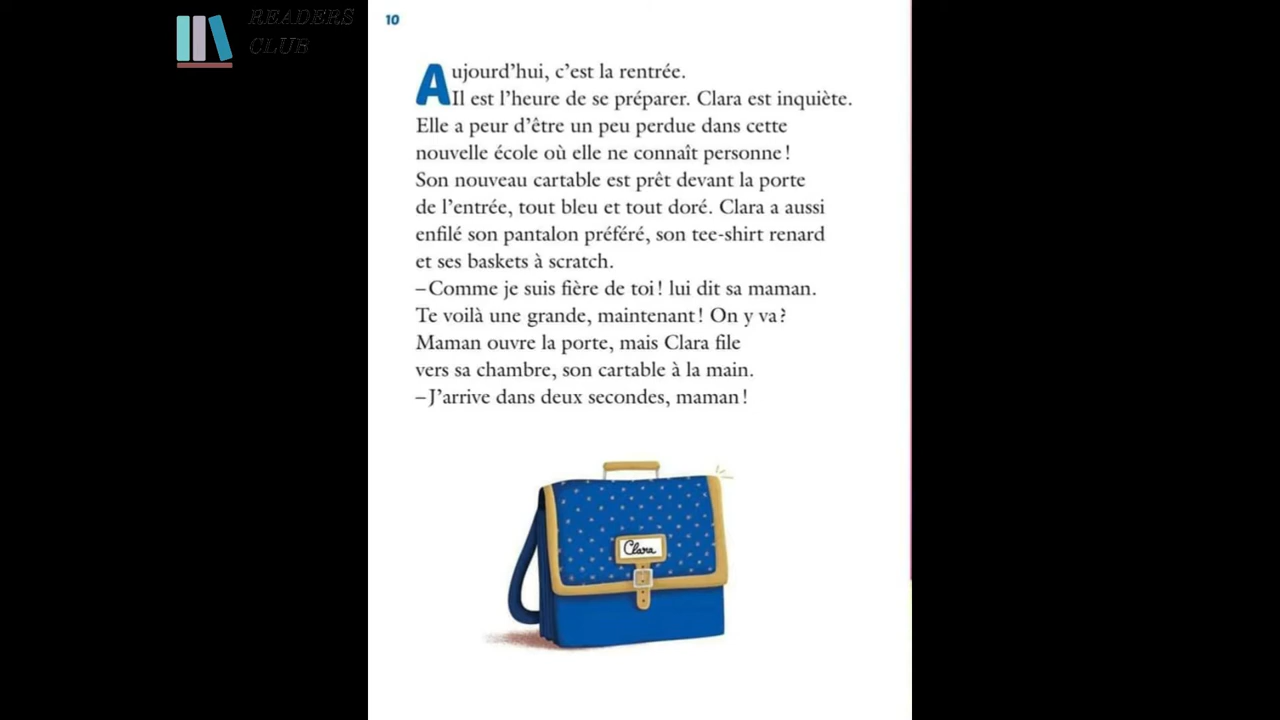 READERS
CLUB
10
Aujourd’hui, c’est la rentrée.
Il est l’heure de se préparer. Clara est inquiète.
Elle a peur d’être un peu perdue dans cette
nouvelle école où elle ne connaît personne !
Son nouveau cartable est prêt devant la porte
de l’entrée, tout bleu et tout doré. Clara a aussi
enfilé son pantalon préféré, son tee-shirt renard
et ses baskets à scratch.
– Comme je suis fière de toi ! lui dit sa maman.
Te voilà une grande, maintenant ! On y va ?
Maman ouvre la porte, mais Clara file
vers sa chambre, son cartable à la main.
– J’arrive dans deux secondes, maman !
Clara